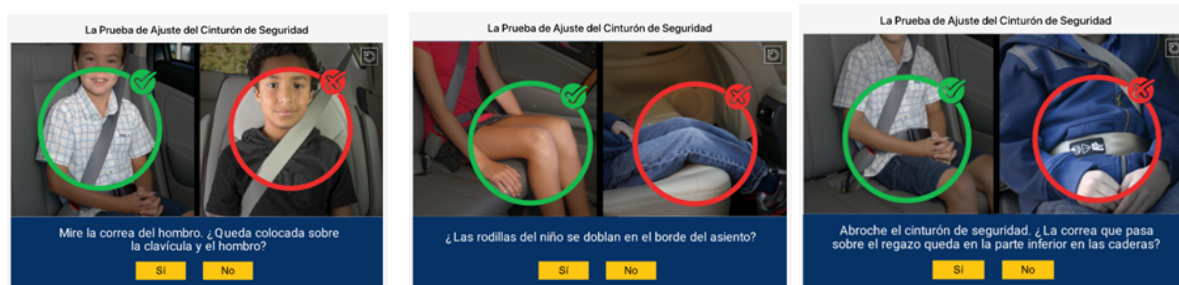 La Prueba de Ajuste del Cinturón de Seguridad
Mire la correa del hombro. ¿Queda colocada sobre
la clavícula y el hombro?
Sí No
La Prueba de Ajuste del Cinturón de Seguridad
¿Las rodillas del niño se doblan en el borde del asiento?
Sí No
La Prueba de Ajuste del Cinturón de Seguridad
Abroche el cinturón de seguridad. ¿La correa que pasa
sobre el regazo queda en la parte inferior en las caderas?
Sí No